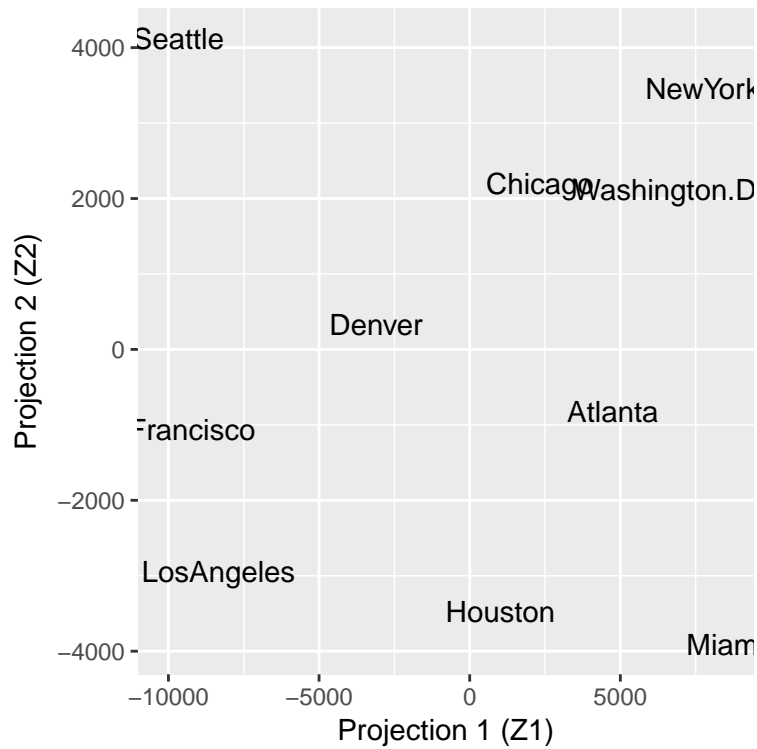 4000
Seattle
NewYork
2000
Chicago
Washington.D
Denver
0
Atlanta
Francisco
−2000
LosAngeles
Houston
−4000
Miam
−10000 −5000 0 5000
Projection 1 (Z1)
Projection 2 (Z2)